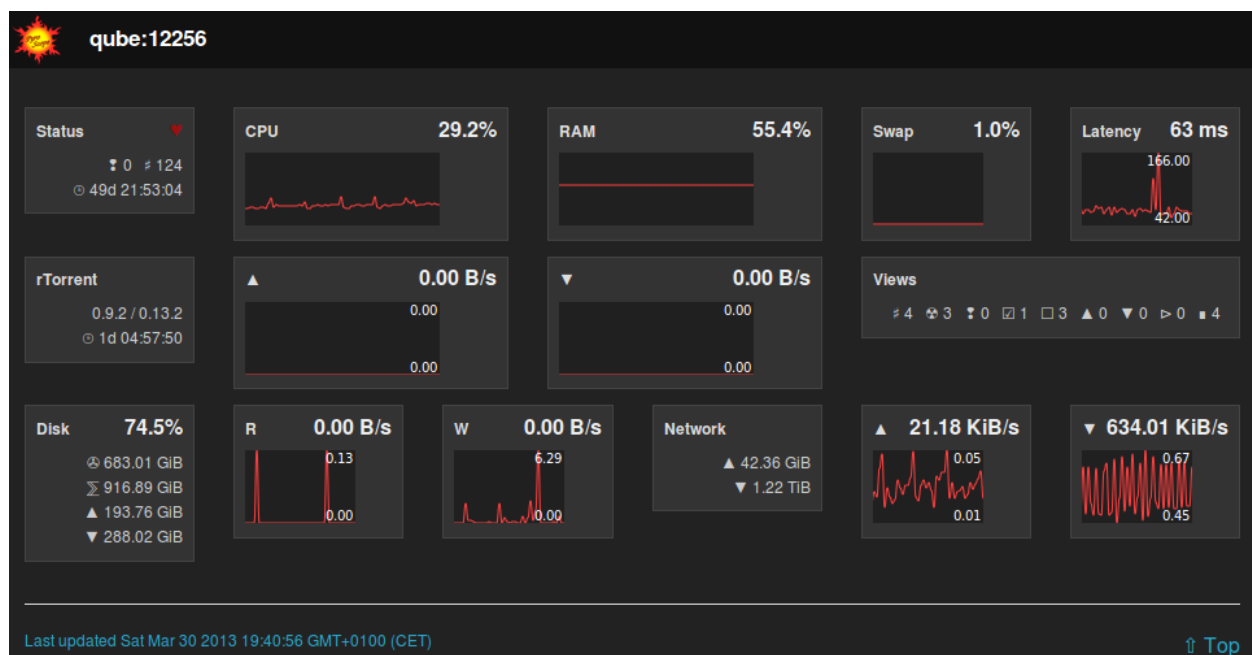 qube:12256
Status ♥
❢ 0 ♯ 124
◷ 49d 21:53:04
CPU 29.2%
RAM 55.4%
Swap 1.0%
Latency 63 ms
166.00
42.00
rTorrent
0.9.2 / 0.13.2
◷ 1d 04:57:50
▲ 0.00 B/s
0.00
0.00
▼ 0.00 B/s
0.00
0.00
Views
♯ 4 ☢ 3 ❢ 0 ☑ 1 ☐ 3 ▲ 0 ▼ 0 ⊳ 0 ∎ 4
Disk 74.5%
✇ 683.01 GiB
⅀ 916.89 GiB
▲ 193.76 GiB
▼ 288.02 GiB
R 0.00 B/s
0.13
0.00
W 0.00 B/s
6.29
0.00
Network
▲ 42.36 GiB
▼ 1.22 TiB
▲ 21.18 KiB/s
0.05
0.01
▼ 634.01 KiB/s
0.67
0.45
Last updated Sat Mar 30 2013 19:40:56 GMT+0100 (CET)
⇧ Top